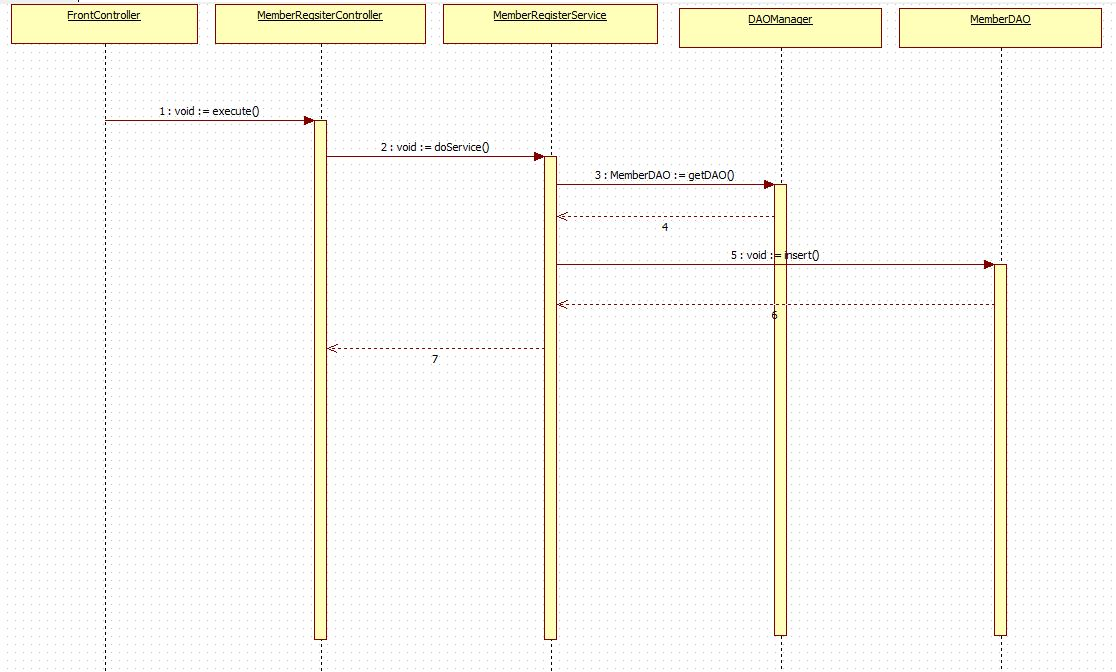 FrontController
MemberRegsiterController
MemberRegisterService
DAOManager
MemberDAO
1 : void := execute()
2 : void := doService()
3 : MemberDAO := getDAO()
4
5 : void := insert()
6
7